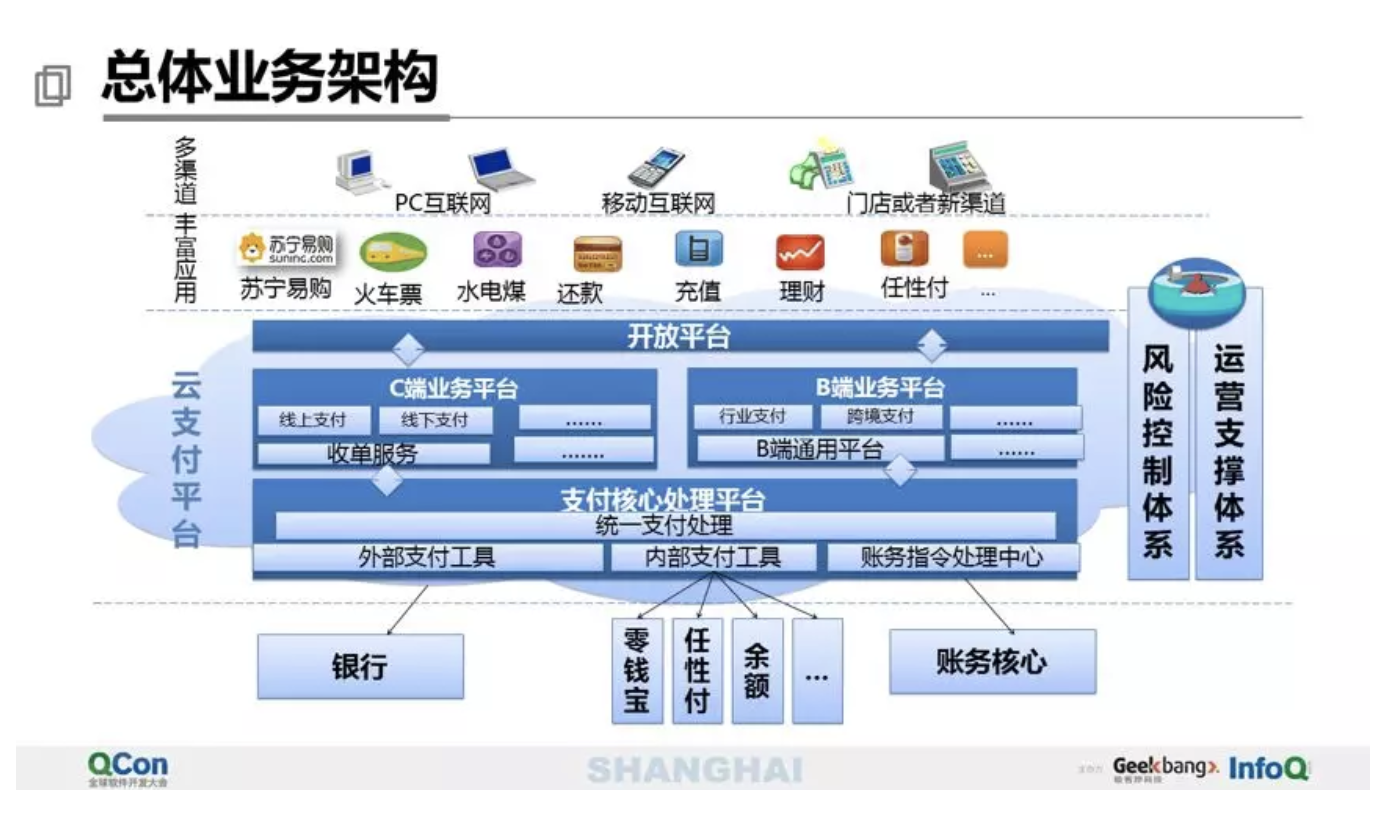 总体业务架构
多渠道
PC互联网
移动互联网
门店或者新渠道
丰富应用
苏宁易购
suning.com
苏宁易购
火车票
水电煤
还款
充值
理财
任性付
...
...
云支付平台
开放平台
C端业务平台
线上支付
线下支付
......
收单服务
.......
B端业务平台
行业支付
跨境支付
......
B端通用平台
......
支付核心处理平台
统一支付处理
外部支付工具
内部支付工具
账务指令处理中心
风险控制体系
运营支撑体系
银行
零钱宝
任性付
余额
...
账务核心
QCon
全球软件开发大会
SHANGHAI
Geekbang>.
极客邦科技
InfoQ